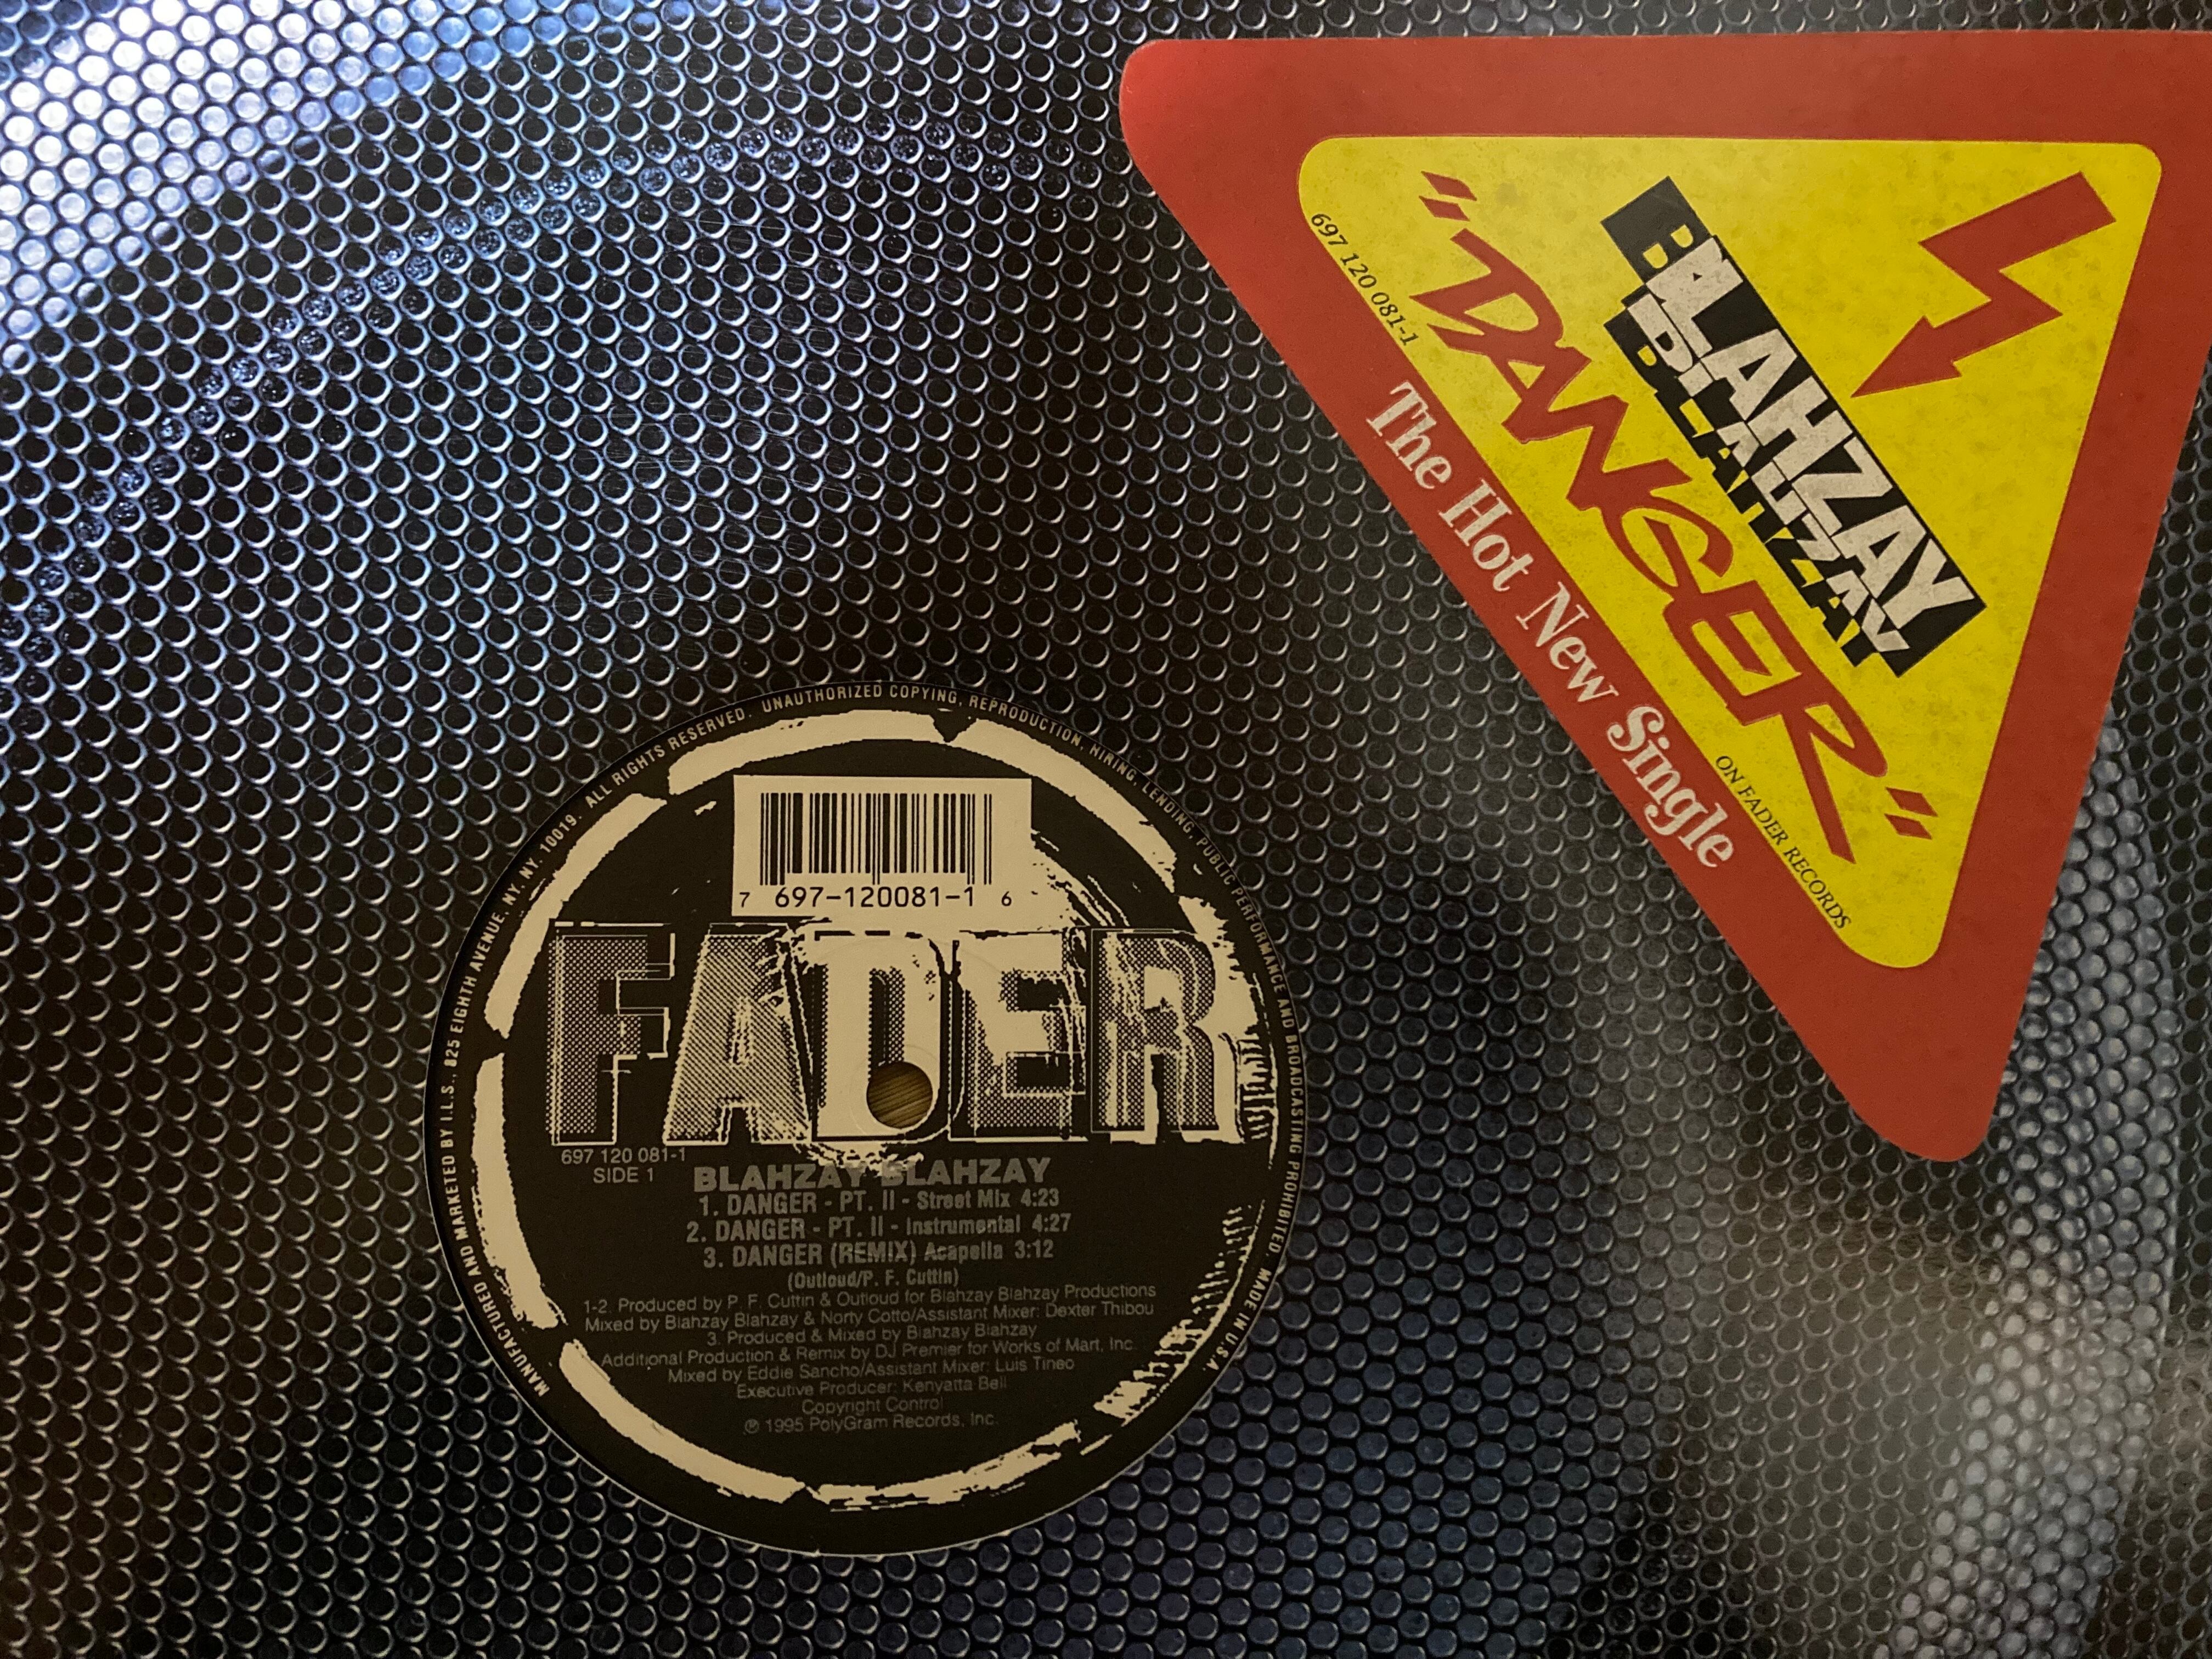 697 120 081-1
"DANGER"
BLAHZAY
BLAHZAY
The Hot New Single
ON FADER RECORDS
MANUFACTURED AND MARKETED BY I.L.S., 825 EIGHTH AVENUE, NY. NY. 10019. ALL RIGHTS RESERVED. UNAUTHORIZED COPYING, REPRODUCTION, HIRING, LENDING, PUBLIC PERFORMANCE AND BROADCASTING PROHIBITED. MADE IN U.S.A.
7 697-120081-1 6
FADER
697 120 081-1
SIDE 1
BLAHZAY BLAHZAY
1. DANGER - PT. II - Street Mix 4:23
2. DANGER - PT. II - Instrumental 4:27
3. DANGER (REMIX) Acapella 3:12
(Outloud/P. F. Cuttin)
1-2. Produced by P. F. Cuttin & Outloud for Blahzay Blahzay Productions
Mixed by Blahzay Blahzay & Norty Cotto/Assistant Mixer: Dexter Thibou
3. Produced & Mixed by Blahzay Blahzay
Additional Production & Remix by DJ Premier for Works of Mart, Inc.
Mixed by Eddie Sancho/Assistant Mixer: Luis Tineo
Executive Producer: Kenyatta Bell
Copyright Control
℗ 1995 PolyGram Records, Inc.